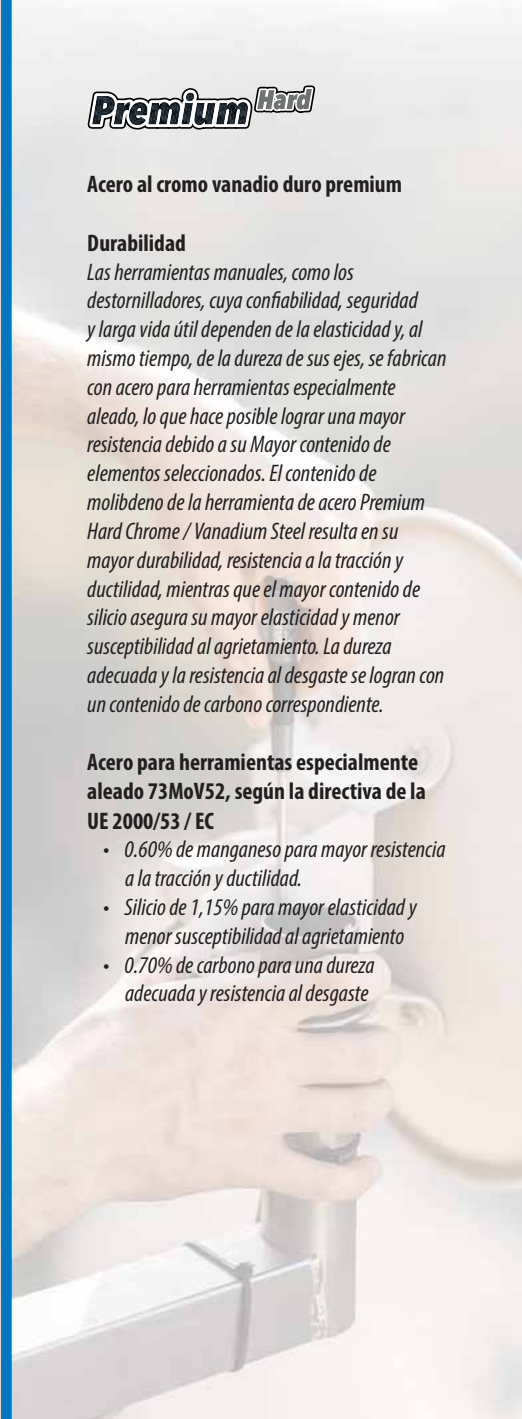 Premium Hard
Acero al cromo vanadio duro premium
Durabilidad
Las herramientas manuales, como los
destornilladores, cuya confiabilidad, seguridad
y larga vida útil dependen de la elasticidad y, al
mismo tiempo, de la dureza de sus ejes, se fabrican
con acero para herramientas especialmente
aleado, lo que hace posible lograr una mayor
resistencia debido a su Mayor contenido de
elementos seleccionados. El contenido de
molibdeno de la herramienta de acero Premium
Hard Chrome / Vanadium Steel resulta en su
mayor durabilidad, resistencia a la tracción y
ductilidad, mientras que el mayor contenido de
silicio asegura su mayor elasticidad y menor
susceptibilidad al agrietamiento. La dureza
adecuada y la resistencia al desgaste se logran con
un contenido de carbono correspondiente.
Acero para herramientas especialmente
aleado 73MoV52, según la directiva de la
UE 2000/53 / EC
• 0.60% de manganeso para mayor resistencia
a la tracción y ductilidad.
• Silicio de 1,15% para mayor elasticidad y
menor susceptibilidad al agrietamiento
• 0.70% de carbono para una dureza
adecuada y resistencia al desgaste